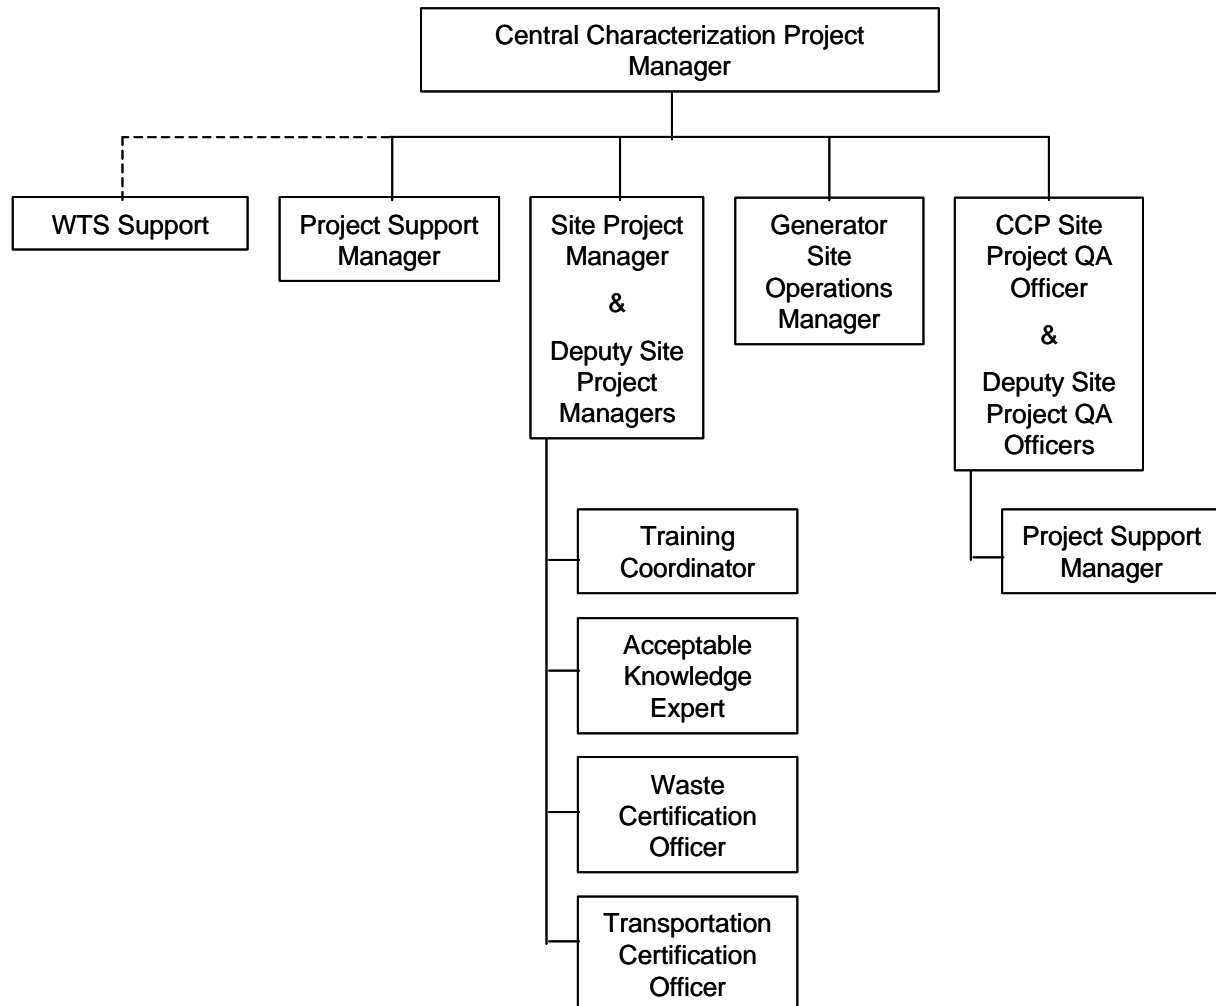 Central Characterization Project
Manager
WTS Support
Project Support
Manager
Site Project
Manager
&
Deputy Site
Project
Managers
Generator
Site
Operations
Manager
CCP Site
Project QA
Officer
&
Deputy Site
Project QA
Officers
Training
Coordinator
Project Support
Manager
Acceptable
Knowledge
Expert
Waste
Certification
Officer
Transportation
Certification
Officer